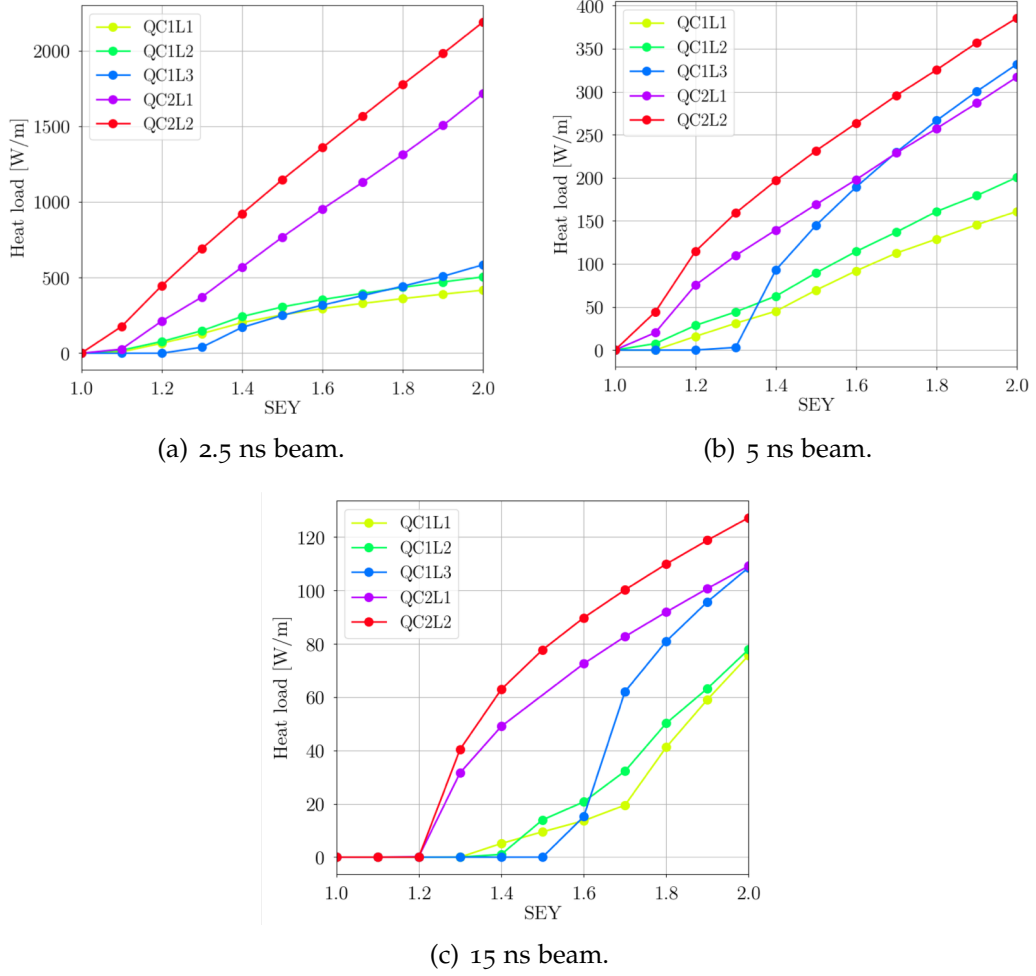 2000
1500
1000
500
0
Heat load [W/m]
QC1L1
QC1L2
QC1L3
QC2L1
QC2L2
1.0 1.2 1.4 1.6 1.8 2.0
SEY
(a) 2.5 ns beam.
400
350
300
250
200
150
100
50
0
Heat load [W/m]
QC1L1
QC1L2
QC1L3
QC2L1
QC2L2
1.0 1.2 1.4 1.6 1.8 2.0
SEY
(b) 5 ns beam.
120
100
80
60
40
20
0
Heat load [W/m]
QC1L1
QC1L2
QC1L3
QC2L1
QC2L2
1.0 1.2 1.4 1.6 1.8 2.0
SEY
(c) 15 ns beam.